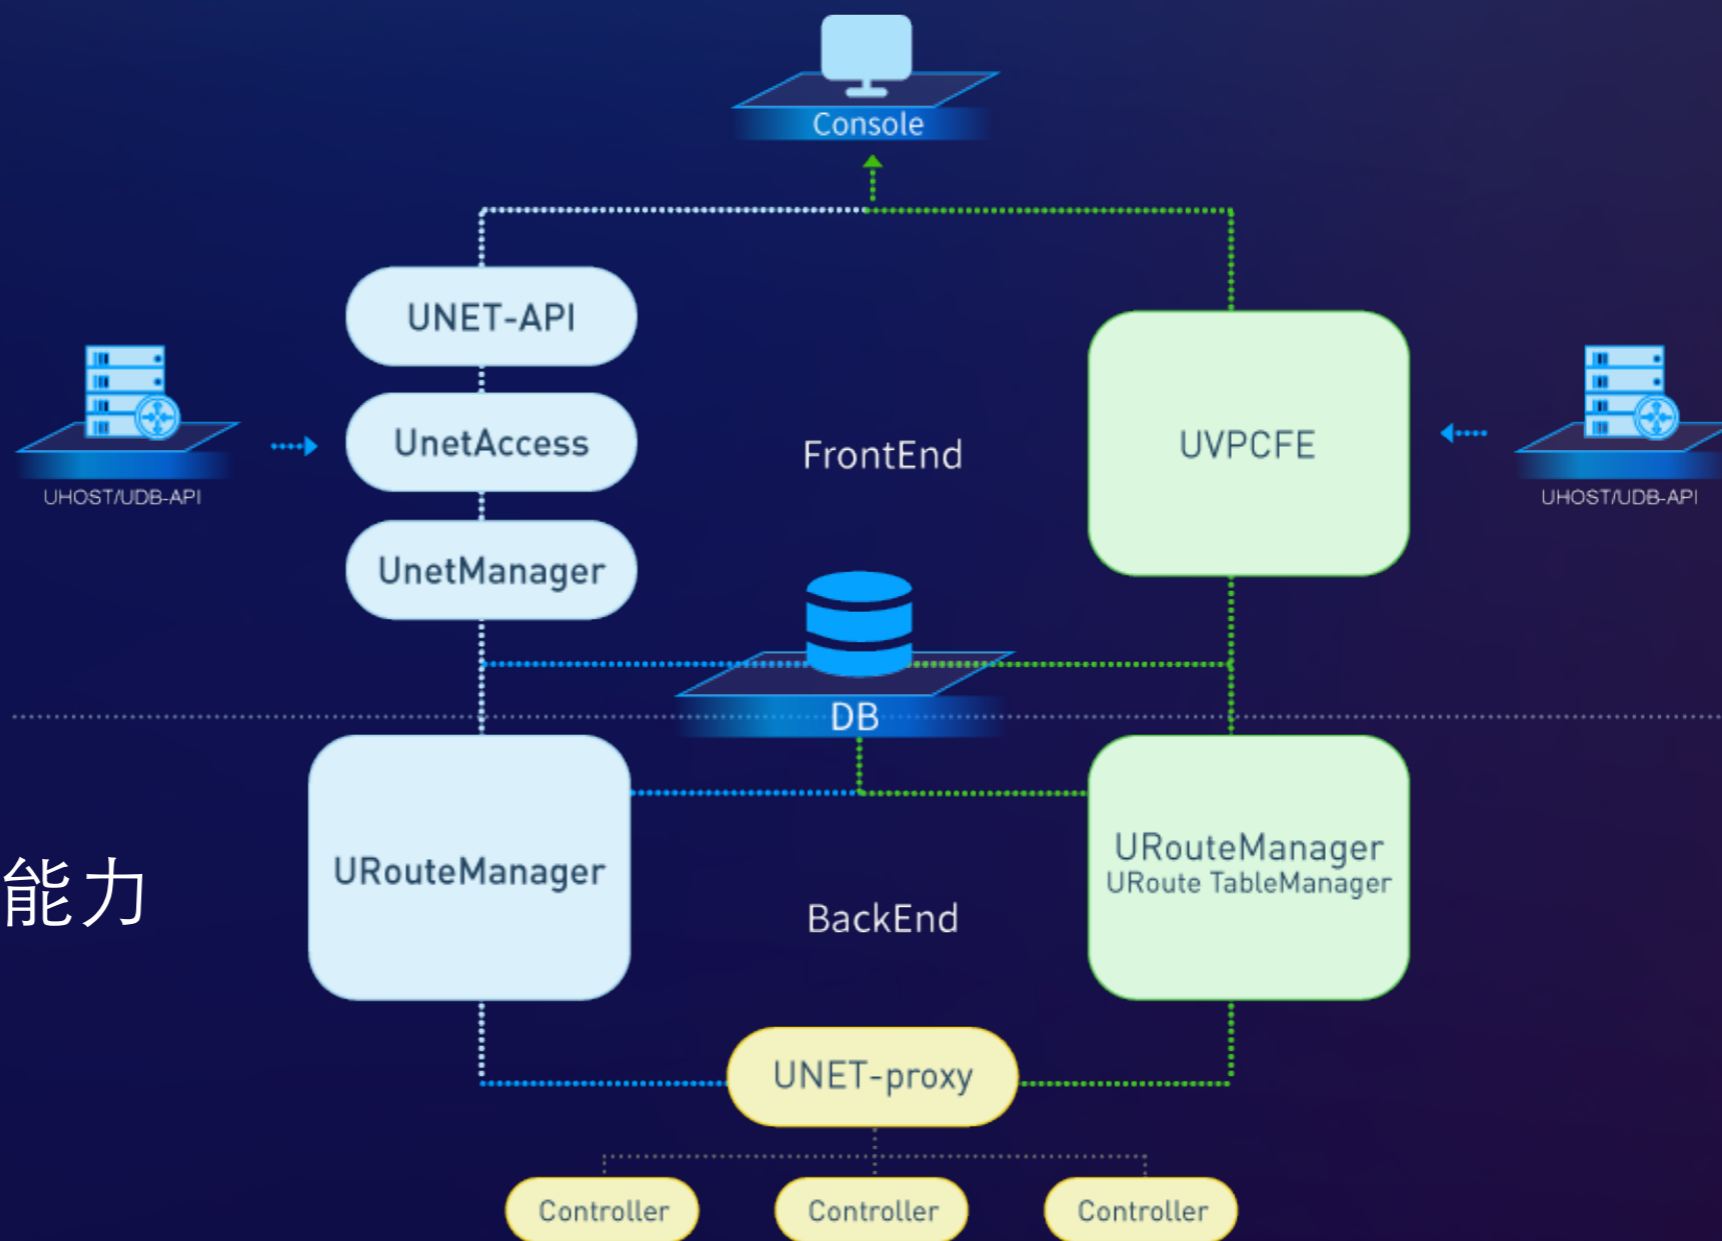 Console
UNET-API
UHOST/UDB-API
UnetAccess
UnetManager
FrontEnd
UVPCFE
UHOST/UDB-API
DB
URouteManager
URouteManager
URoute TableManager
能力
BackEnd
UNET-proxy
Controller
Controller
Controller